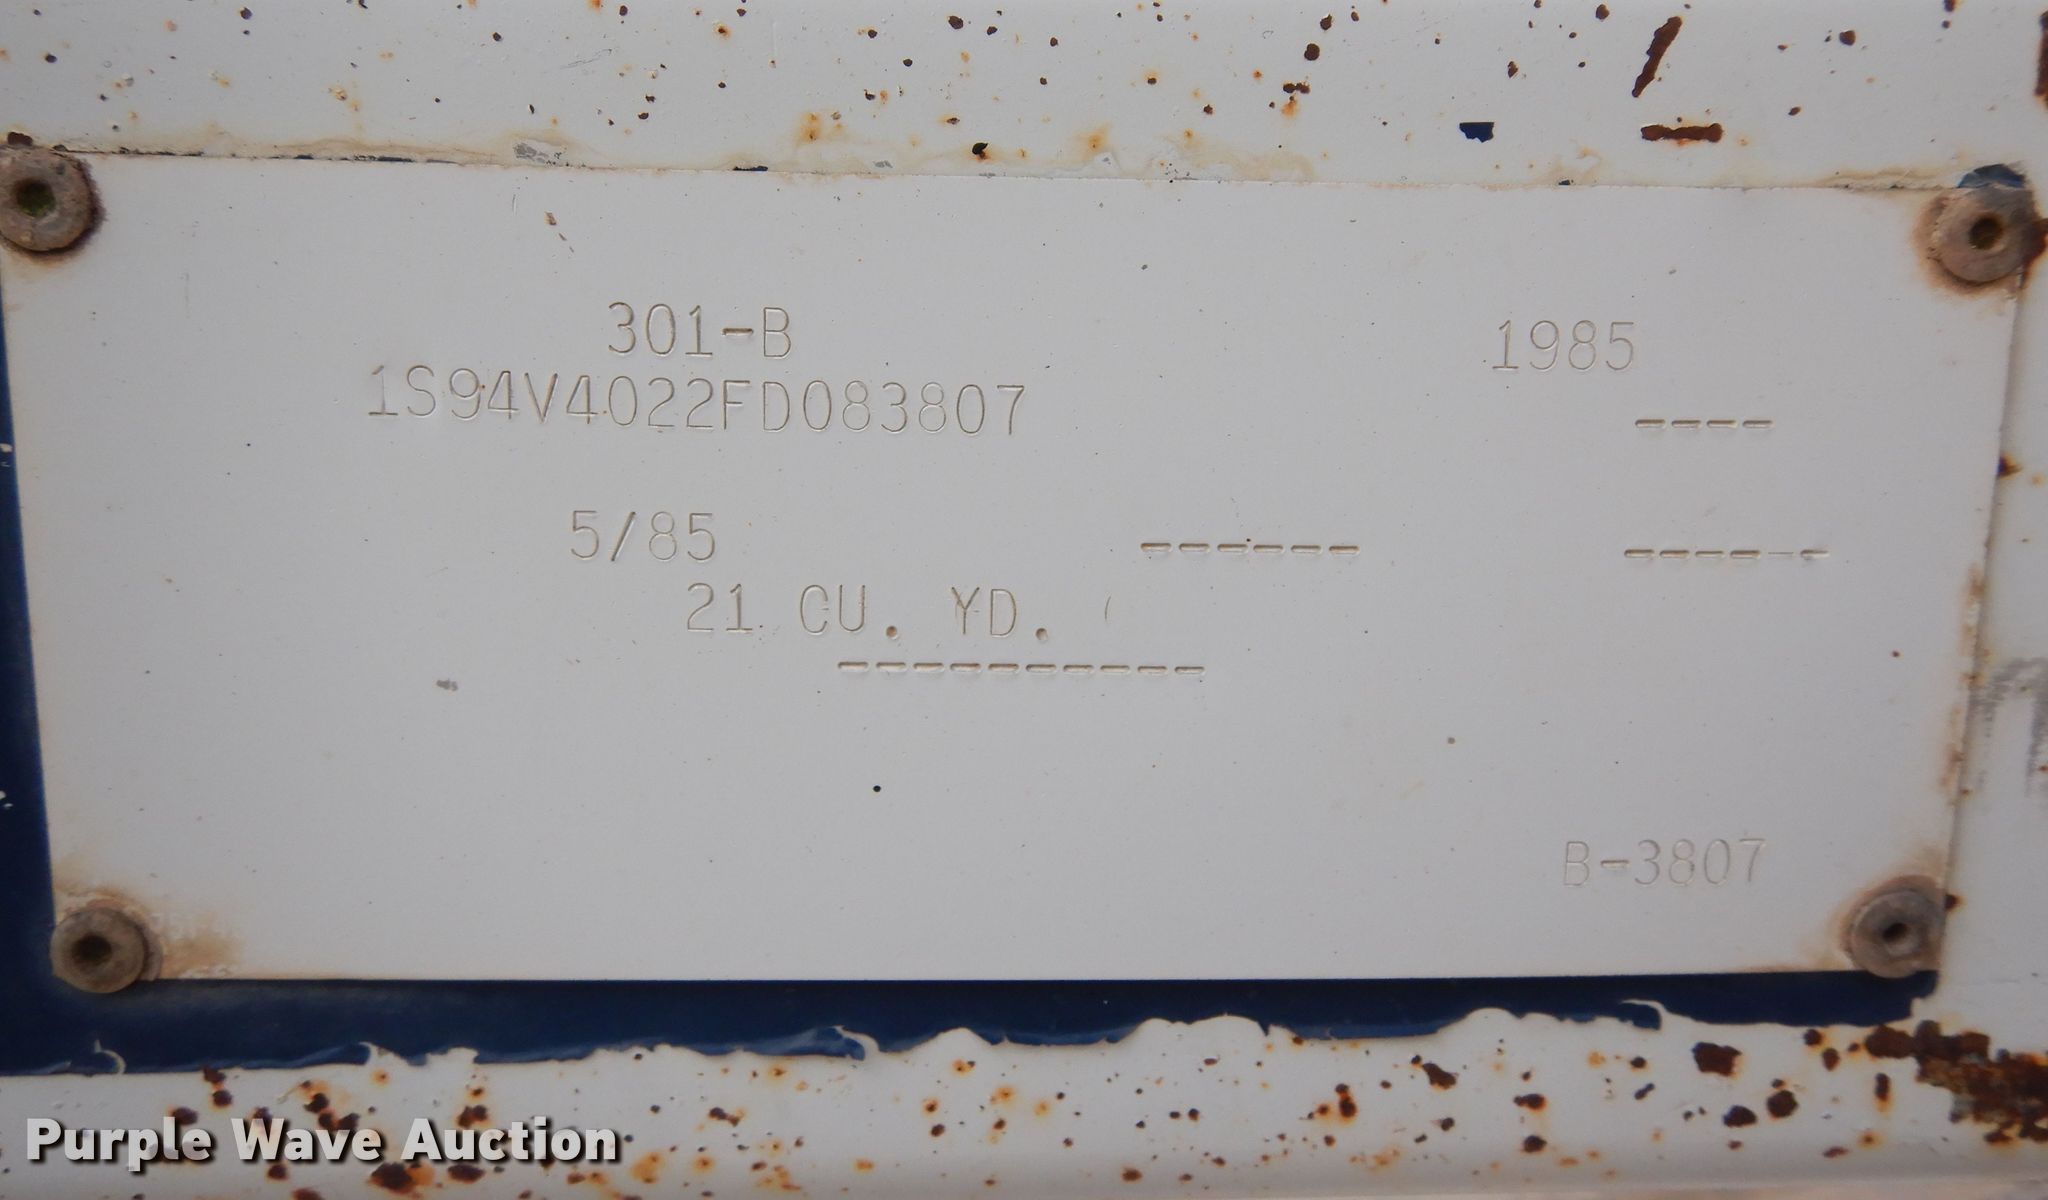 301-B 1985
1S94V4022FD083807 ----
5/85 ------ ------
21 CU. YD.
----------
B-3807
Purple Wave Auction